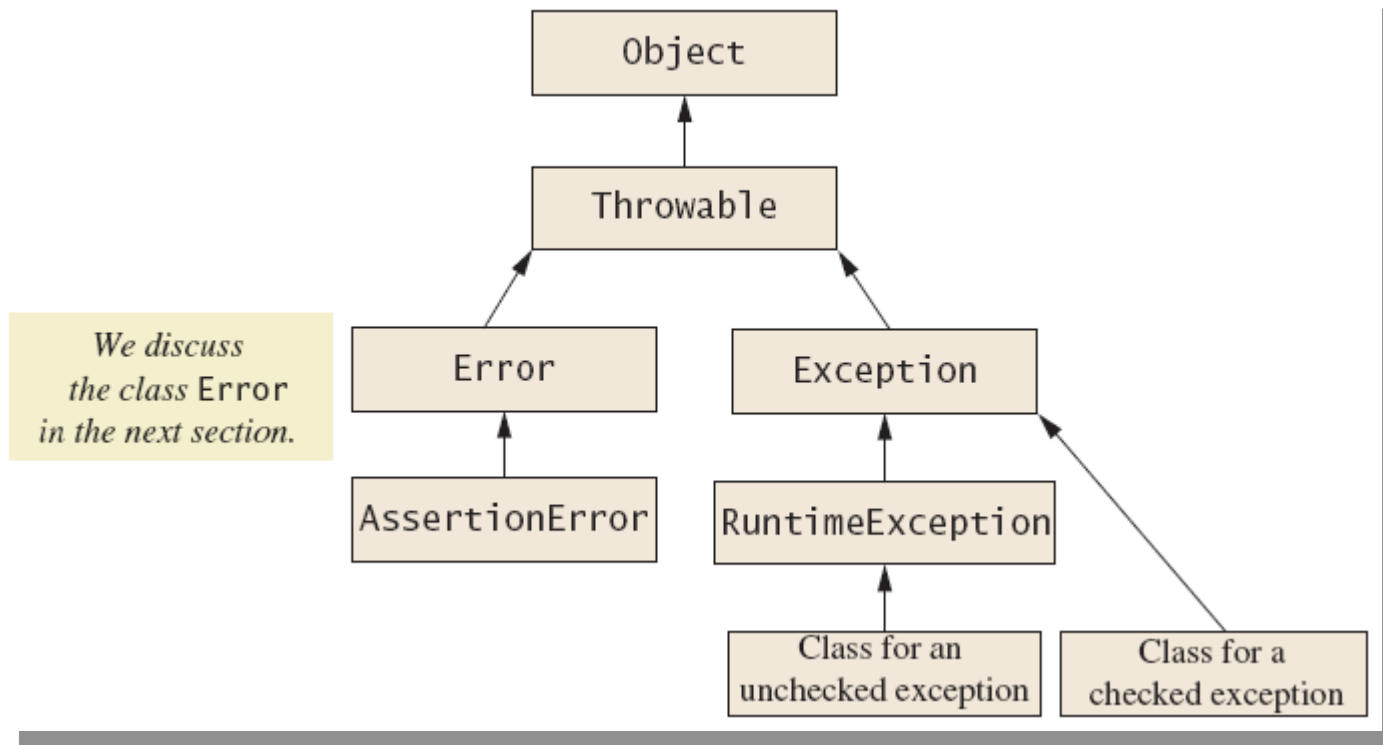 Object
Throwable
We discuss
the class Error
in the next section.
Error
Exception
AssertionError
RuntimeException
Class for an
unchecked exception
Class for a
checked exception